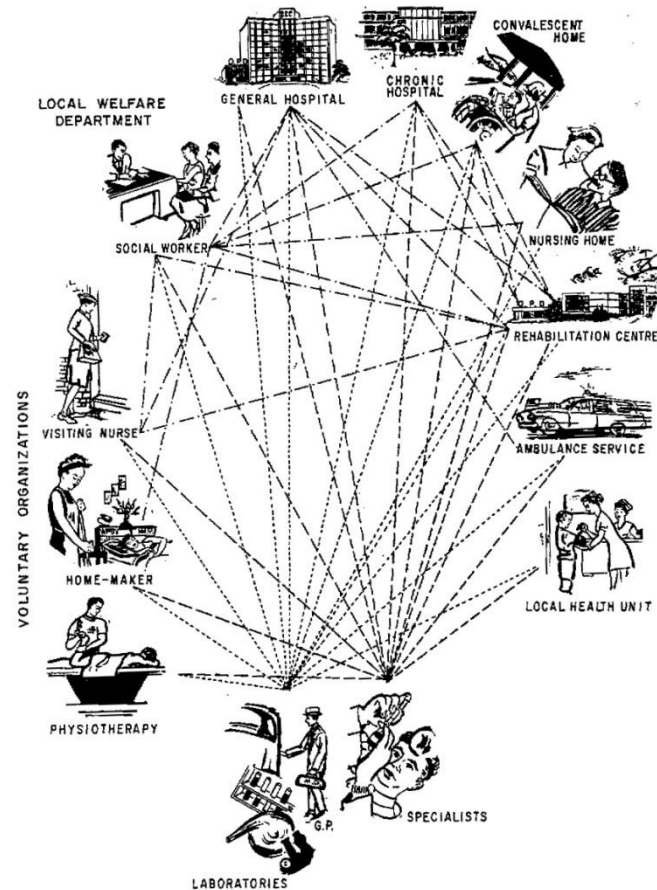 CONVALESCENT
HOME
CHRONIC
HOSPITAL
GENERAL HOSPITAL
LOCAL WELFARE
DEPARTMENT
SOCIAL WORKER
NURSING HOME
O.P.D.
REHABILITATION CENTRE
VISITING NURSE
AMBULANCE SERVICE
VOLUNTARY ORGANIZATIONS
HOME-MAKER
LOCAL HEALTH UNIT
PHYSIOTHERAPY
G.P.
SPECIALISTS
LABORATORIES